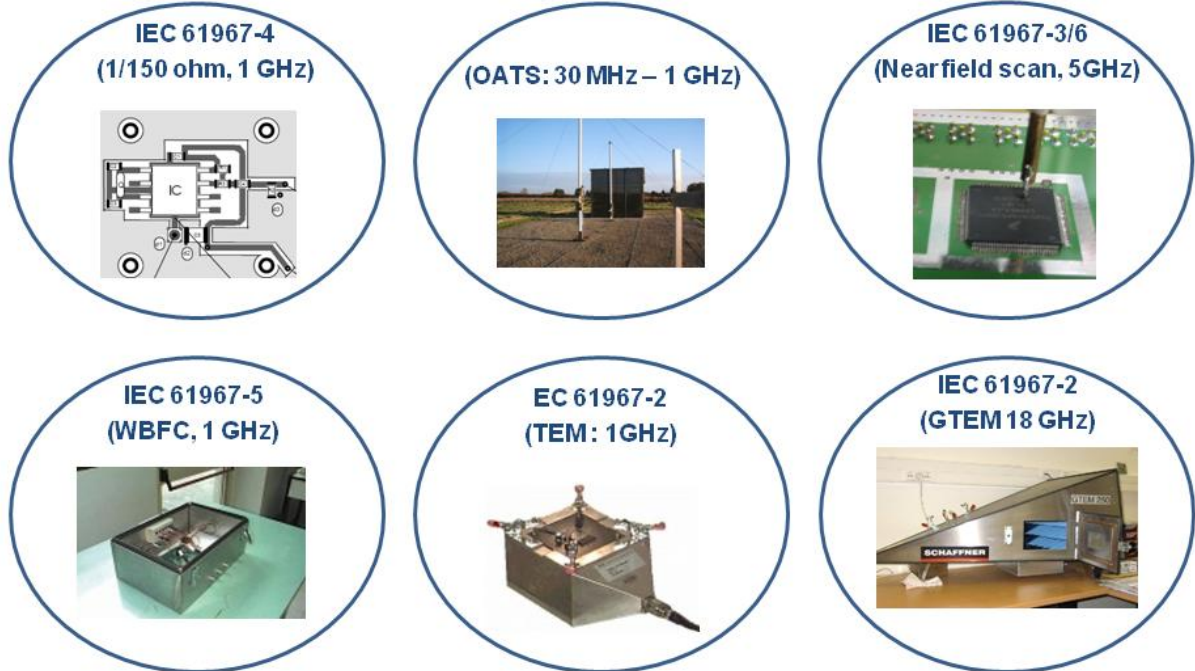 IEC 61967-4
(1/150 ohm, 1 GHz)
IC
(OATS: 30 MHz – 1 GHz)
IEC 61967-3/6
(Nearfield scan, 5GHz)
IEC 61967-5
(WBFC, 1 GHz)
EC 61967-2
(TEM : 1GHz)
IEC 61967-2
(GTEM 18 GHz)
GTEM 250
SCHAFFNER